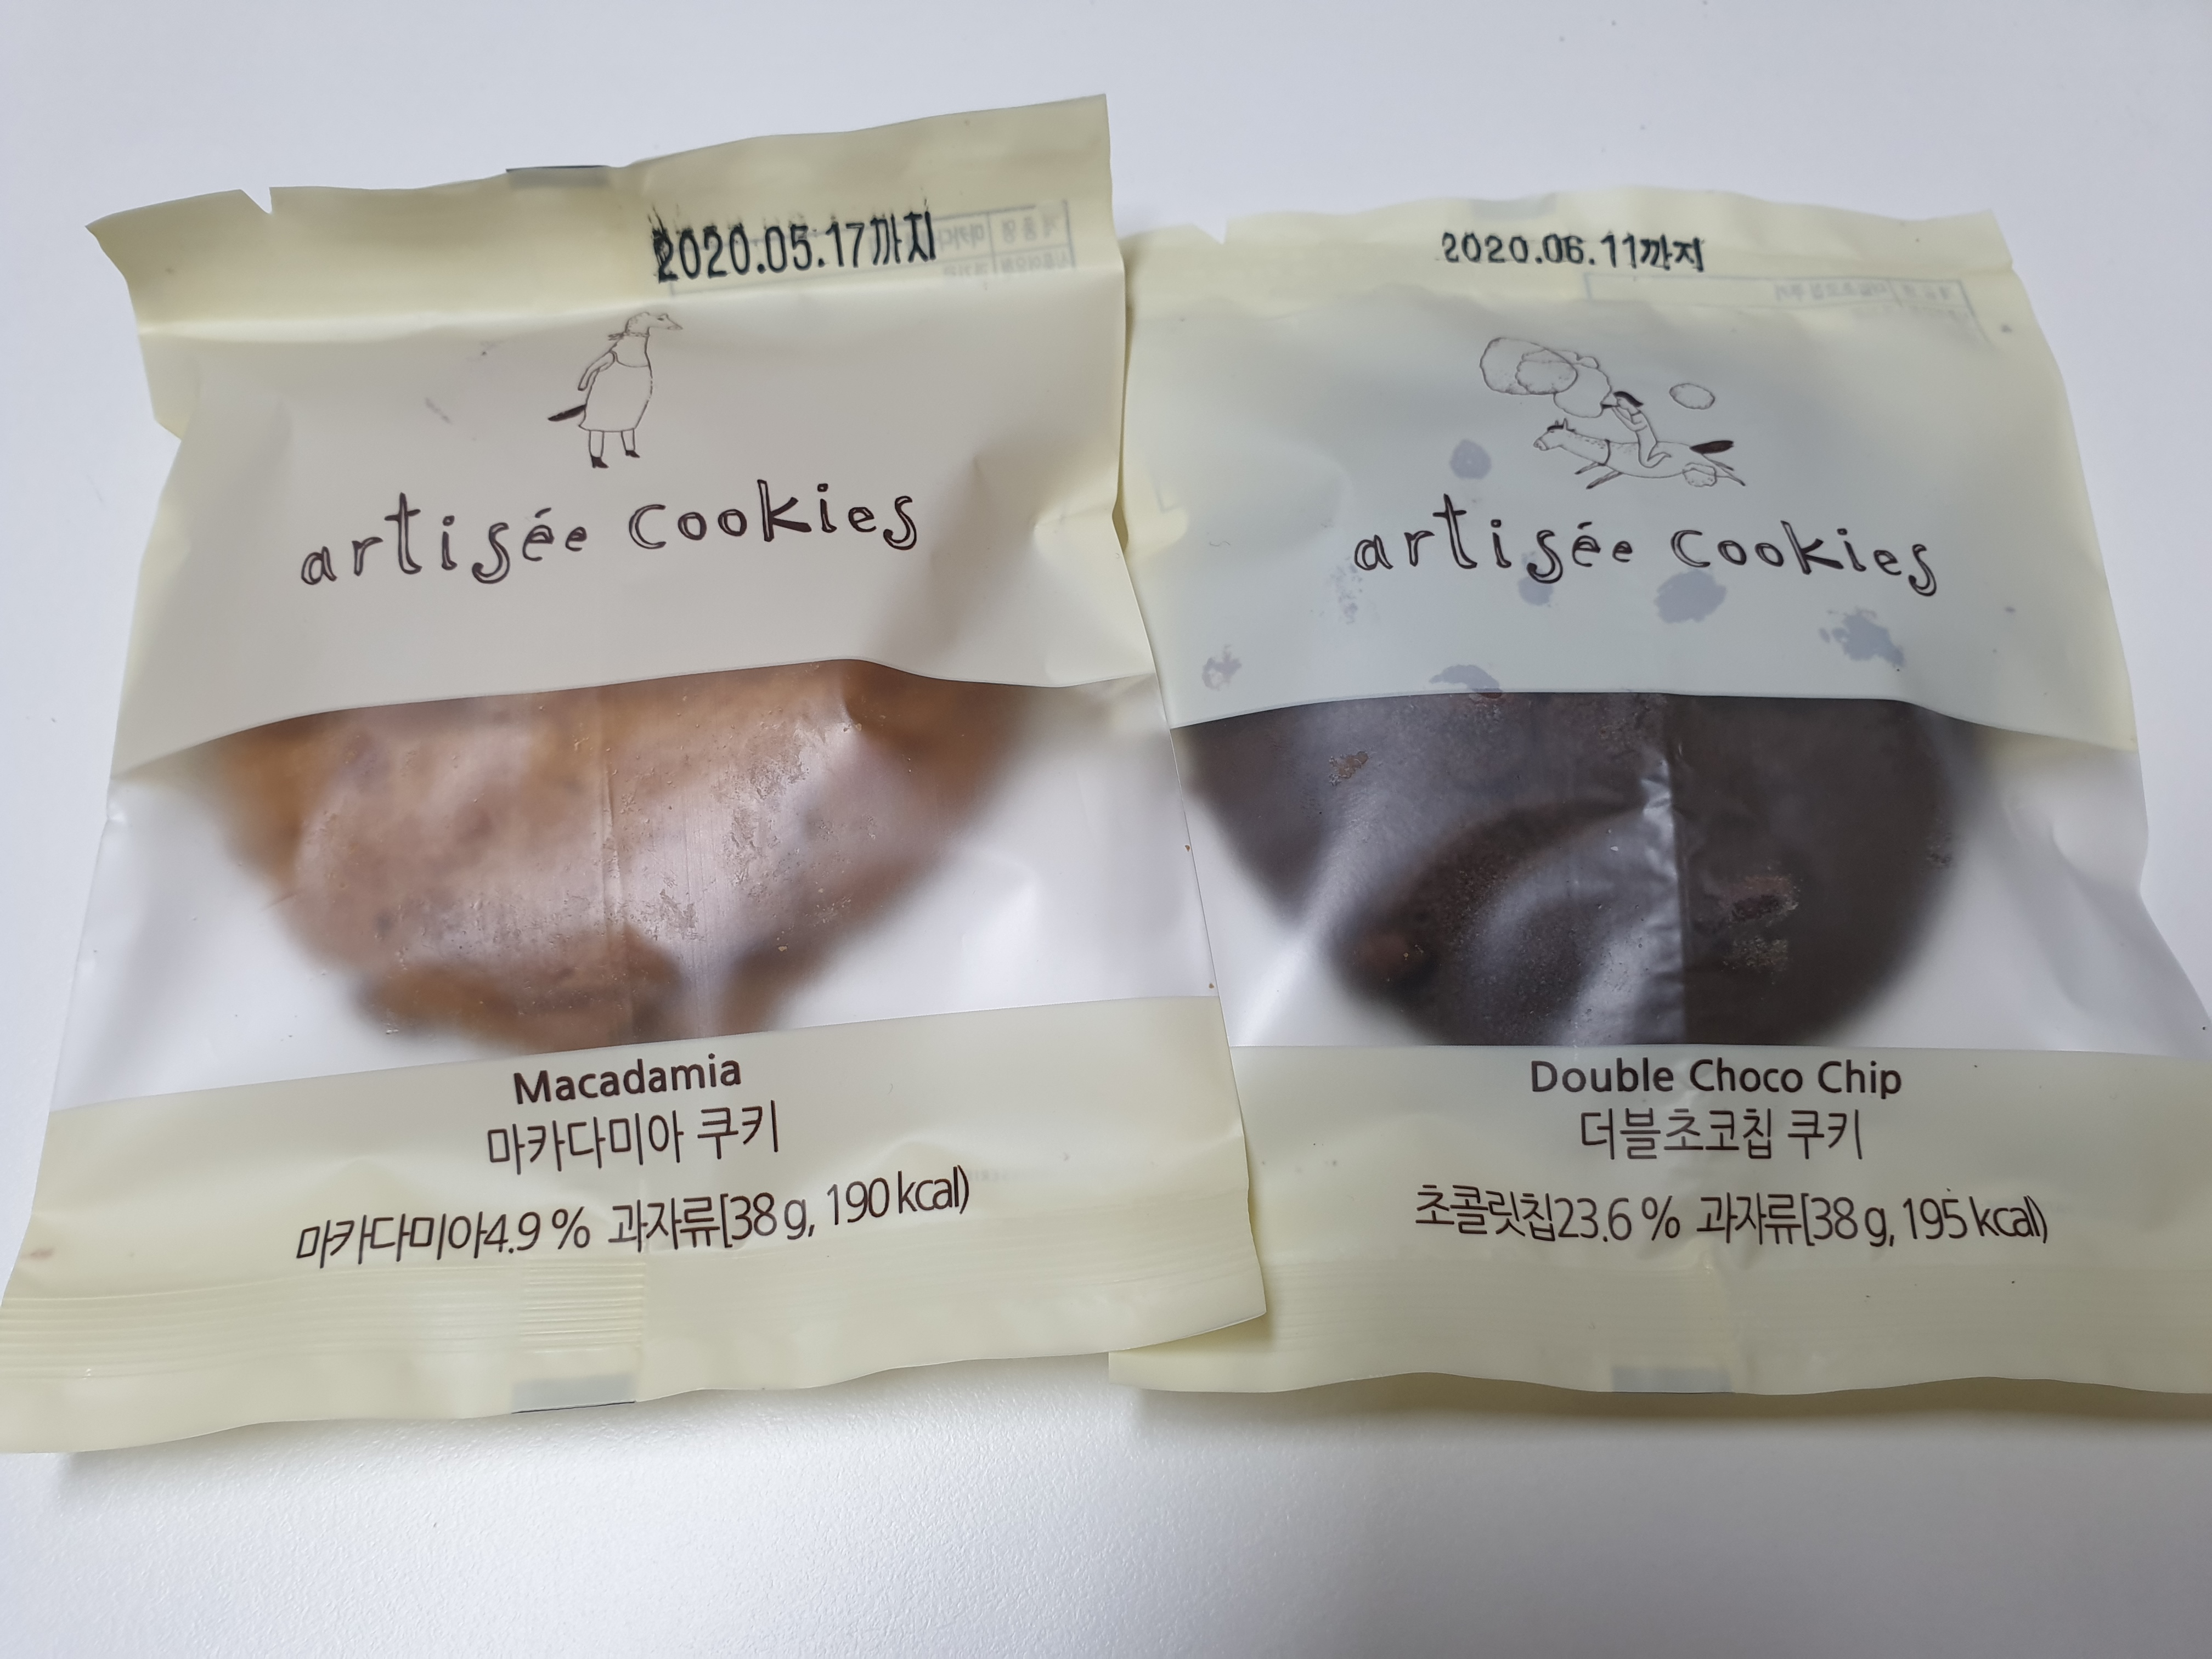 2020.05.17까지
artisée cookies
Macadamia
마카다미아 쿠키
마카다미아4.9 % 과자류[38 g, 190 kcal)
2020.06.11까지
artisée cookies
Double Choco Chip
더블초코칩 쿠키
초콜릿칩23.6 % 과자류[38 g, 195 kcal)